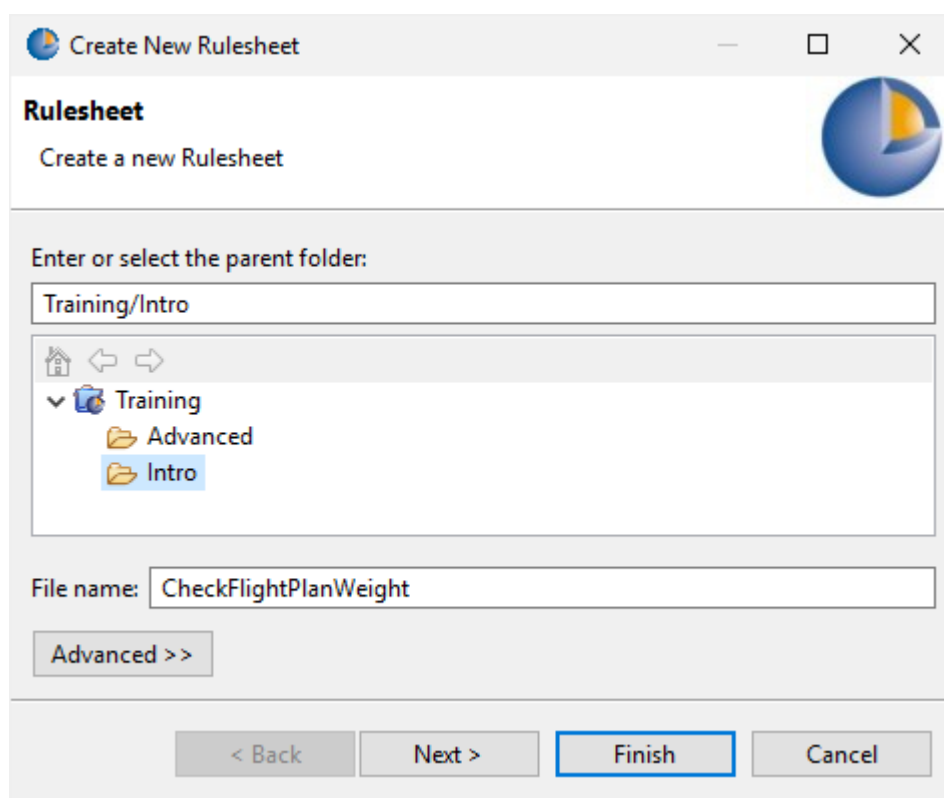 Create New Rulesheet
Rulesheet
Create a new Rulesheet
Enter or select the parent folder:
Training/Intro
Training
Advanced
Intro
File name: CheckFlightPlanWeight
Advanced >>
< Back Next > Finish Cancel